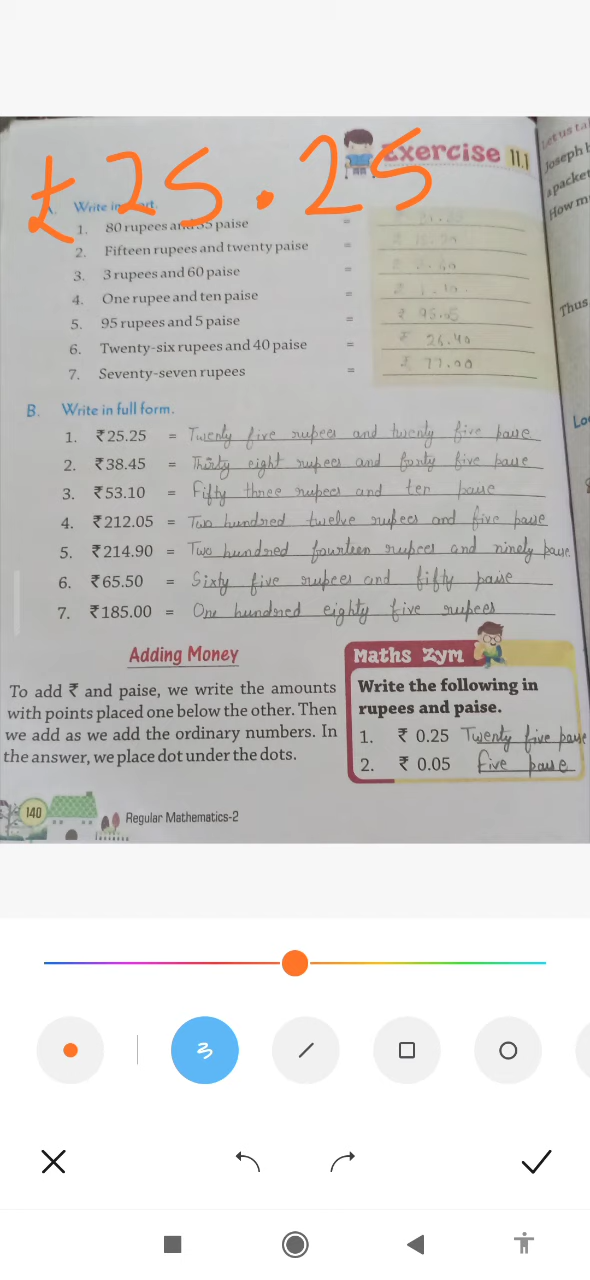 £25.25
Exercise 11.1
Write in
1. 80 rupees and 35 paise =
2. Fifteen rupees and twenty paise =
3. 3 rupees and 60 paise =
4. One rupee and ten paise =
5. 95 rupees and 5 paise = ₹ 95.05
6. Twenty-six rupees and 40 paise = ₹ 26.40
7. Seventy-seven rupees = ₹ 77.00
B. Write in full form.
1. ₹25.25 = Twenty five rupees and twenty five paise
2. ₹38.45 = Thirty eight rupees and forty five paise
3. ₹53.10 = Fifty three rupees and ten paise
4. ₹212.05 = Two hundred twelve rupees and five paise
5. ₹214.90 = Two hundred fourteen rupees and ninety paise
6. ₹65.50 = Sixty five rupees and fifty paise
7. ₹185.00 = One hundred eighty five rupees
Adding Money
To add ₹ and paise, we write the amounts
with points placed one below the other. Then
we add as we add the ordinary numbers. In
the answer, we place dot under the dots.
Maths Zym
Write the following in
rupees and paise.
1. ₹ 0.25 Twenty five paise
2. ₹ 0.05 five paise
140
Regular Mathematics-2
Let us ta
Joseph b
packet
How m
Thus